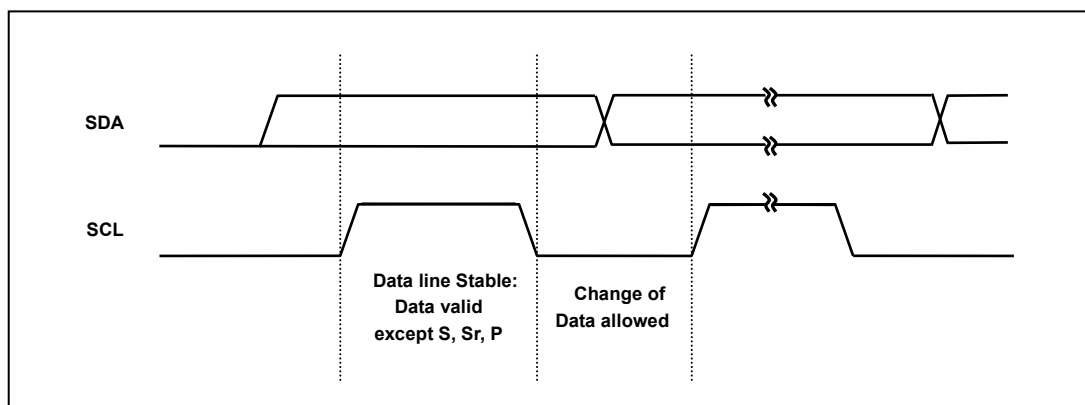 SDA
SCL
Data line Stable:
Data valid
except S, Sr, P
Change of
Data allowed